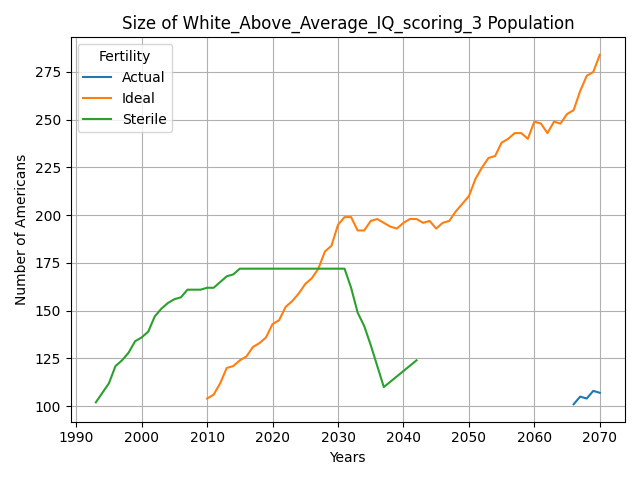 Size of White_Above_Average_IQ_scoring_3 Population
Fertility
Actual
Ideal
Sterile
Number of Americans
275
250
225
200
175
150
125
100
1990
2000
2010
2020
2030
2040
2050
2060
2070
Years